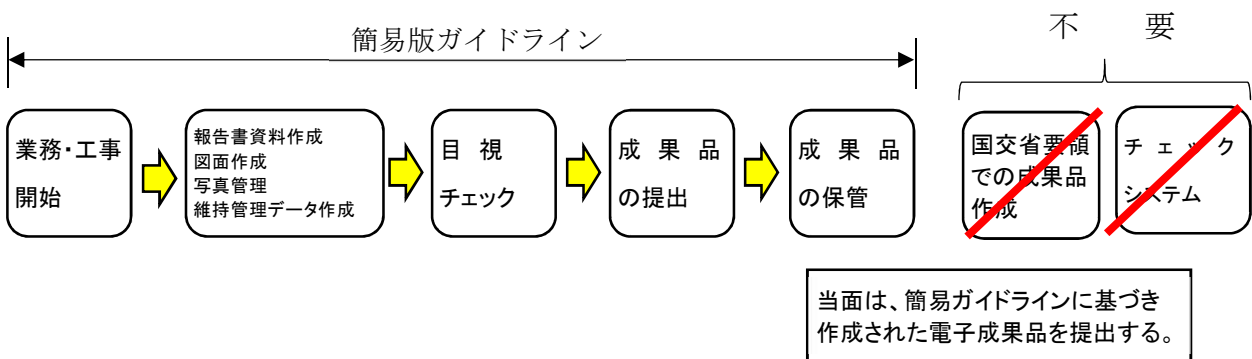 簡易版ガイドライン
不 要
業務・工事
開始
報告書資料作成
図面作成
写真管理
維持管理データ作成
目 視
チェック
成 果 品
の提出
成 果 品
の保管
国交省要領
での成果品
作成
チ ェ ッ ク
システム
当面は、簡易ガイドラインに基づき
作成された電子成果品を提出する。